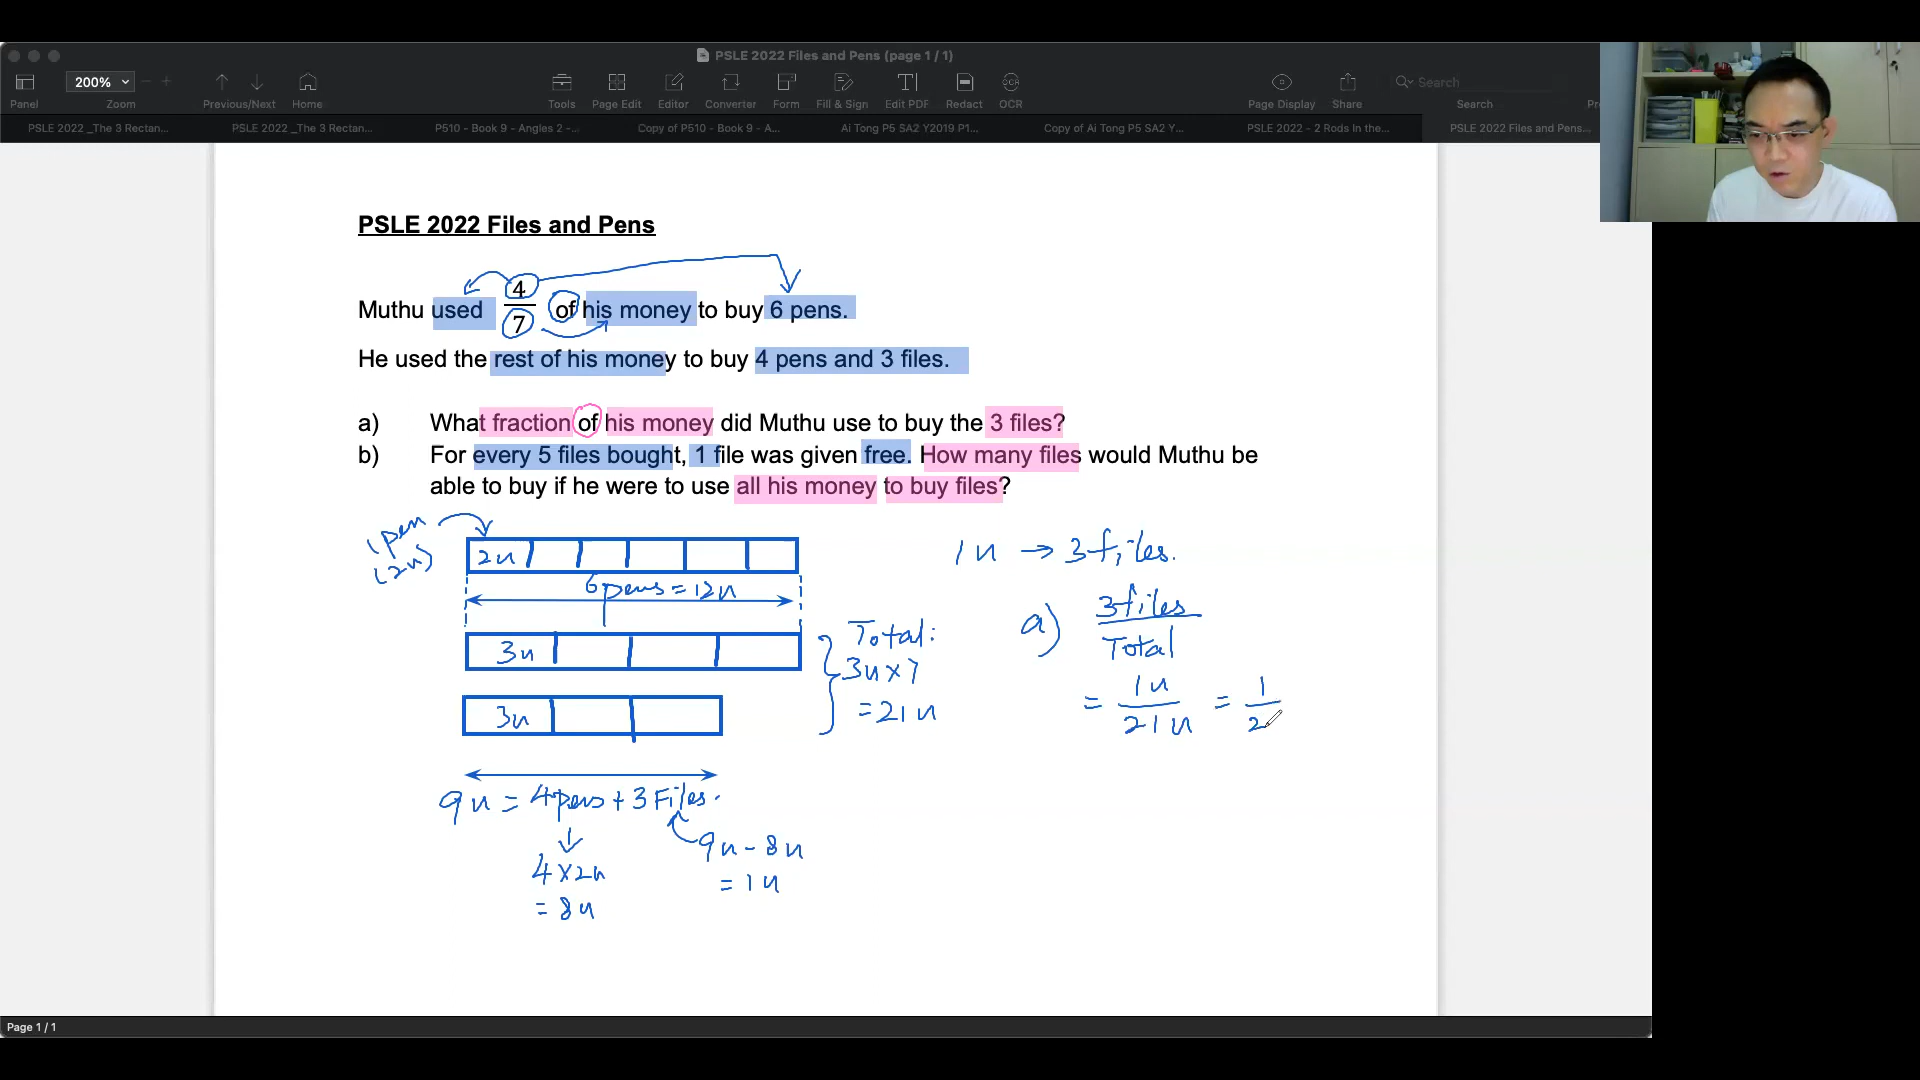 PSLE 2022 Files and Pens (page 1 / 1)
200%
Search
Panel
Zoom
Previous/Next
Home
Tools
Page Edit
Editor
Converter
Form
Fill & Sign
Edit PDF
Redact
OCR
Page Display
Share
Search
PSLE 2022 _The 3 Rectan...
PSLE 2022 _The 3 Rectan...
P510 - Book 9 - Angles 2 -...
Copy of P510 - Book 9 - A...
Ai Tong P5 SA2 Y2019 P1...
Copy of Ai Tong P5 SA2 Y...
PSLE 2022 - 2 Rods In the...
PSLE 2022 Files and Pens...
PSLE 2022 Files and Pens
Muthu used 4/7 of his money to buy 6 pens.
He used the rest of his money to buy 4 pens and 3 files.
a) What fraction of his money did Muthu use to buy the 3 files?
b) For every 5 files bought, 1 file was given free. How many files would Muthu be
able to buy if he were to use all his money to buy files?
1 pen
(2u)
2u
6 pens = 12u
3u
3u
Total:
3u x 7
= 21u
9u = 4 pens + 3 Files.
4 x 2u
= 8u
9u - 8u
= 1u
1u → 3 files.
a) 3 files
Total
= 1u/21u = 1/2
Page 1 / 1